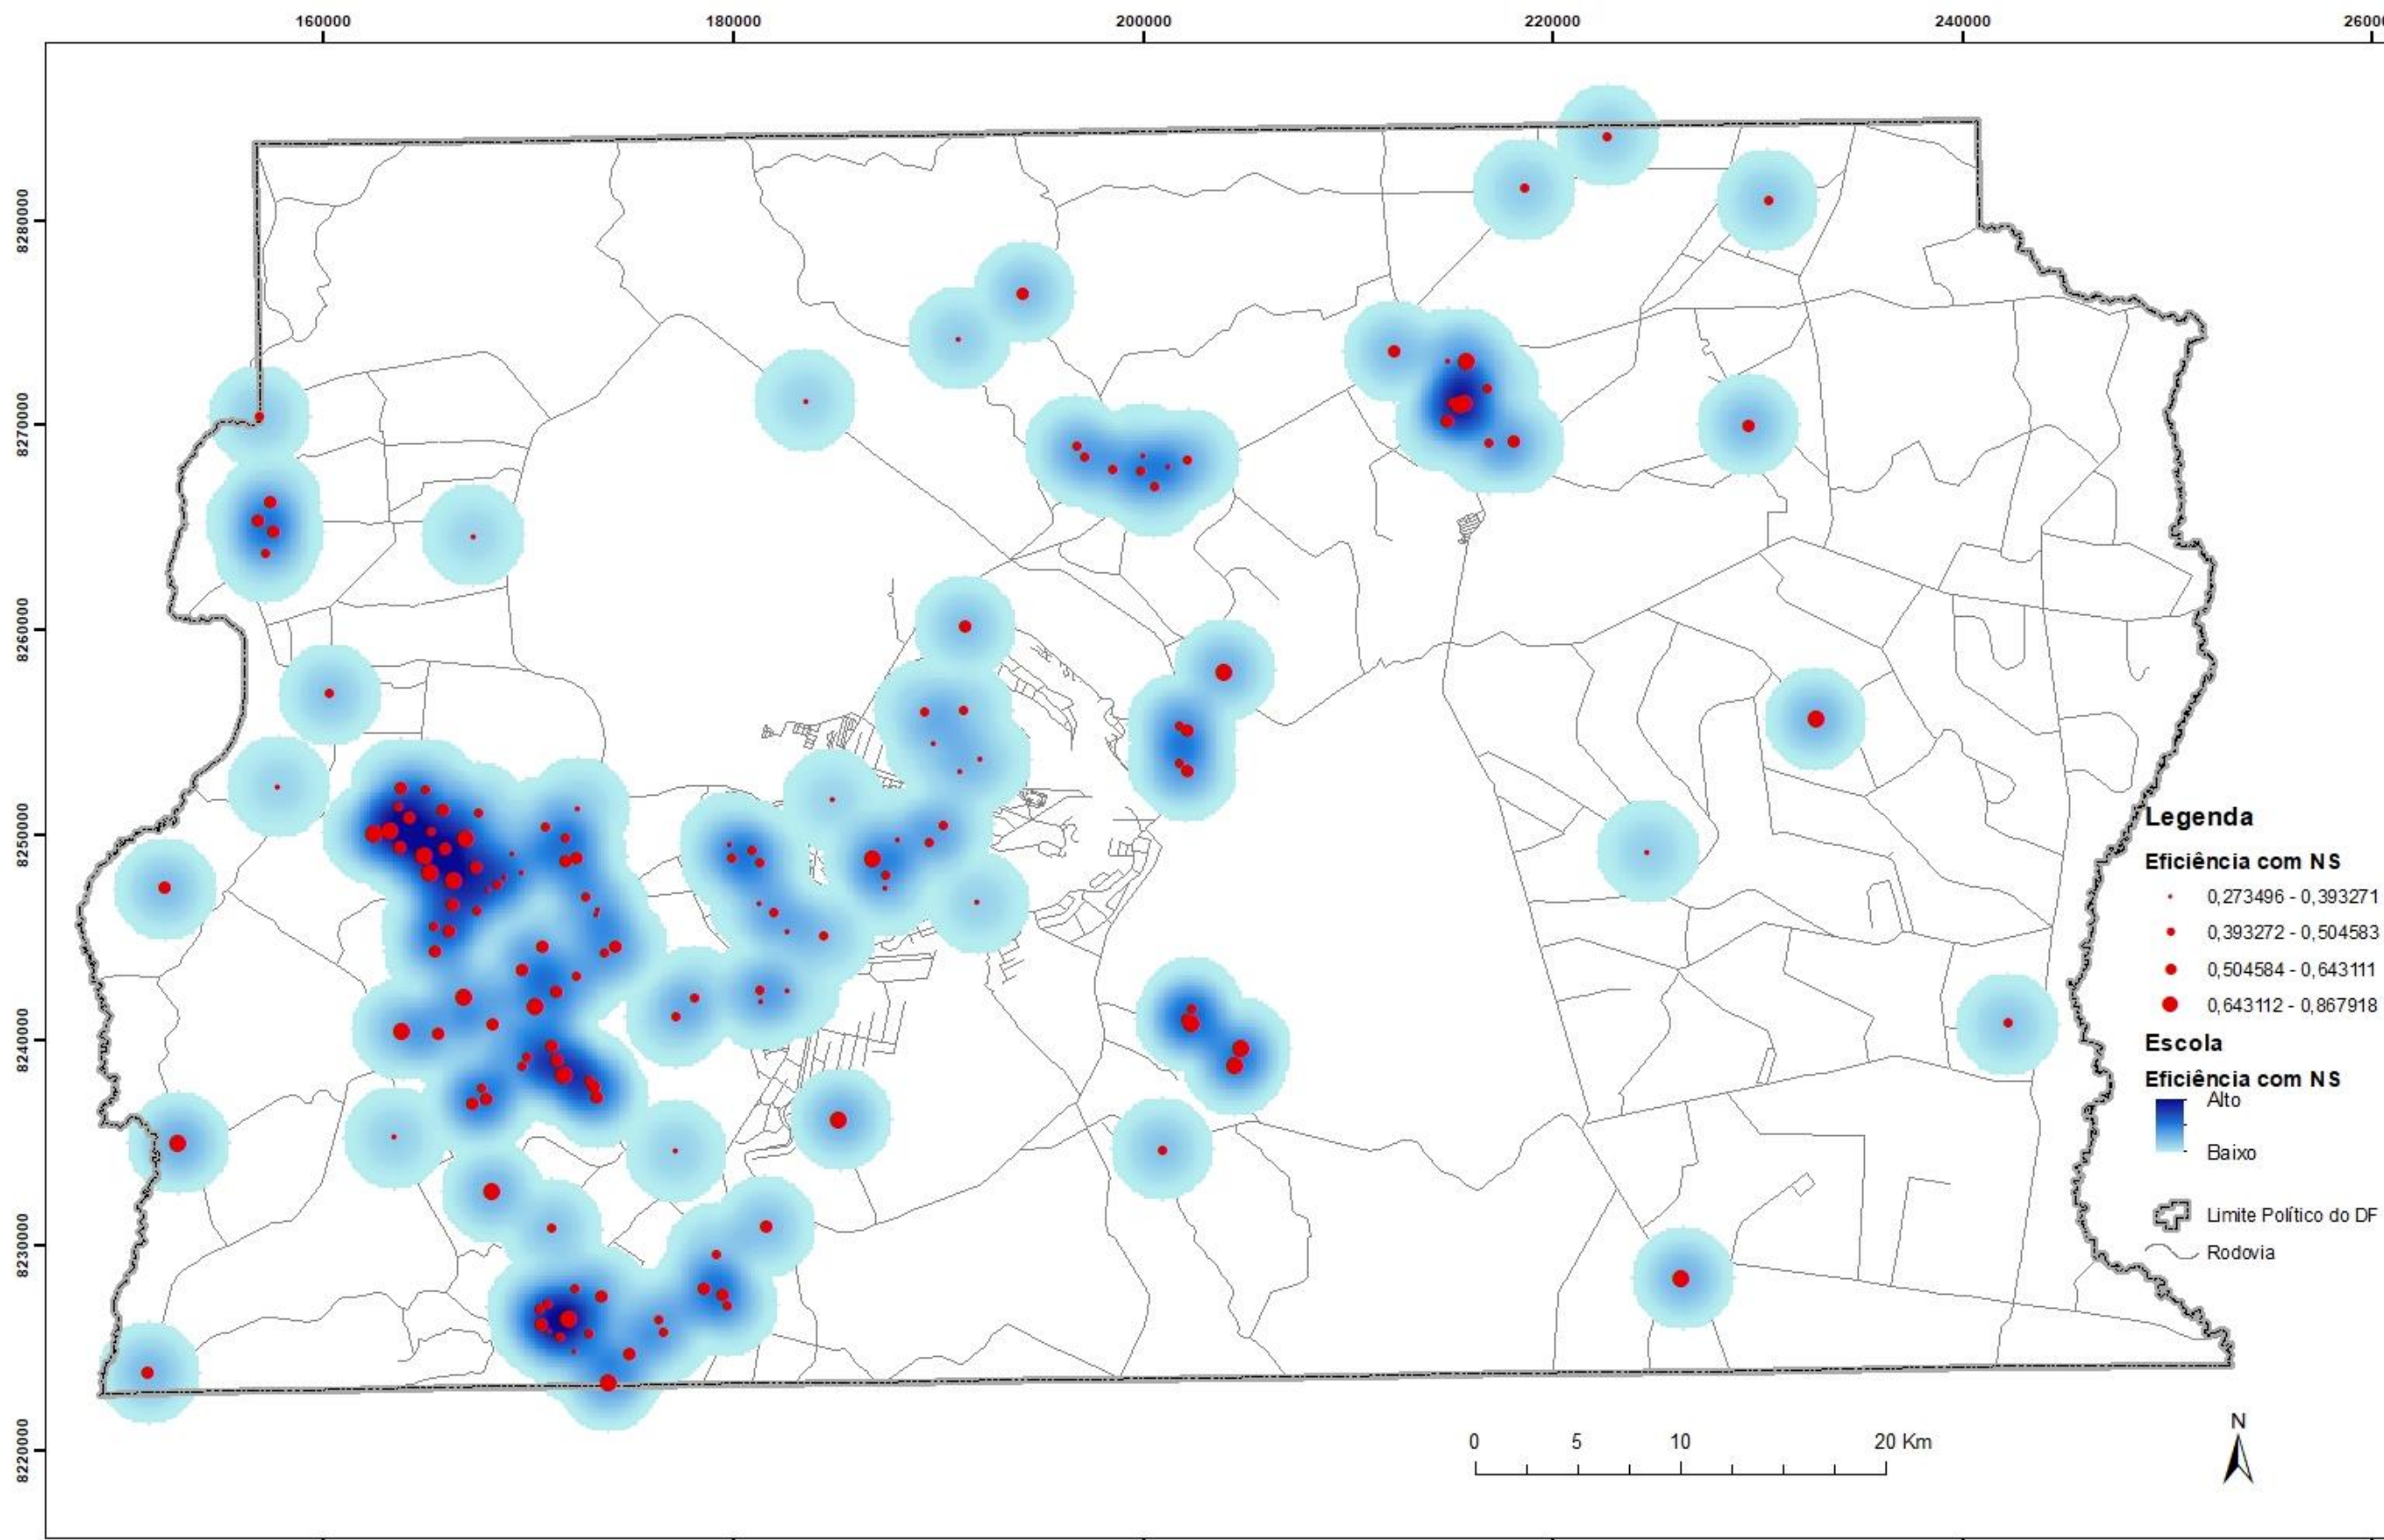 160000 180000 200000 220000 240000 26000
8280000
8270000
8260000
8250000
8240000
8230000
8220000
Legenda
Eficiência com NS
0,273496 - 0,393271
0,393272 - 0,504583
0,504584 - 0,643111
0,643112 - 0,867918
Escola
Eficiência com NS
Alto
Baixo
Limite Político do DF
Rodovia
N
0 5 10 20 Km